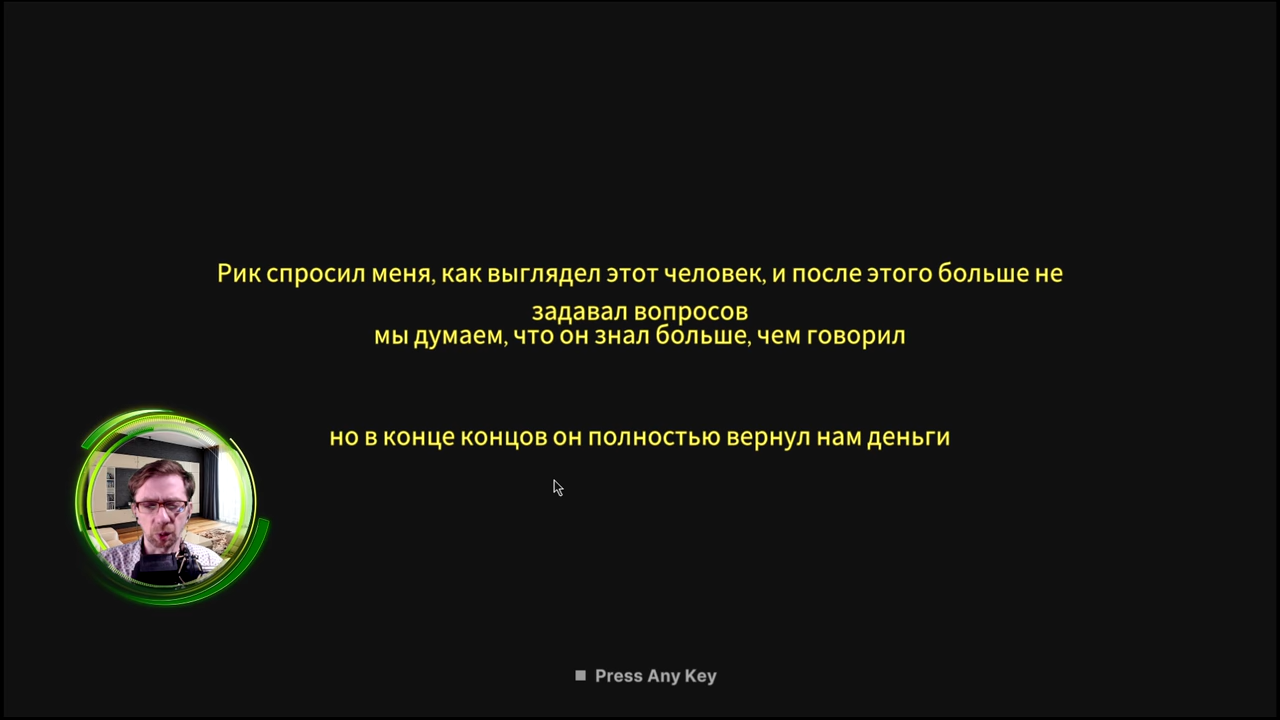 Рик спросил меня, как выглядел этот человек, и после этого больше не
задавал вопросов
мы думаем, что он знал больше, чем говорил
но в конце концов он полностью вернул нам деньги
Press Any Key